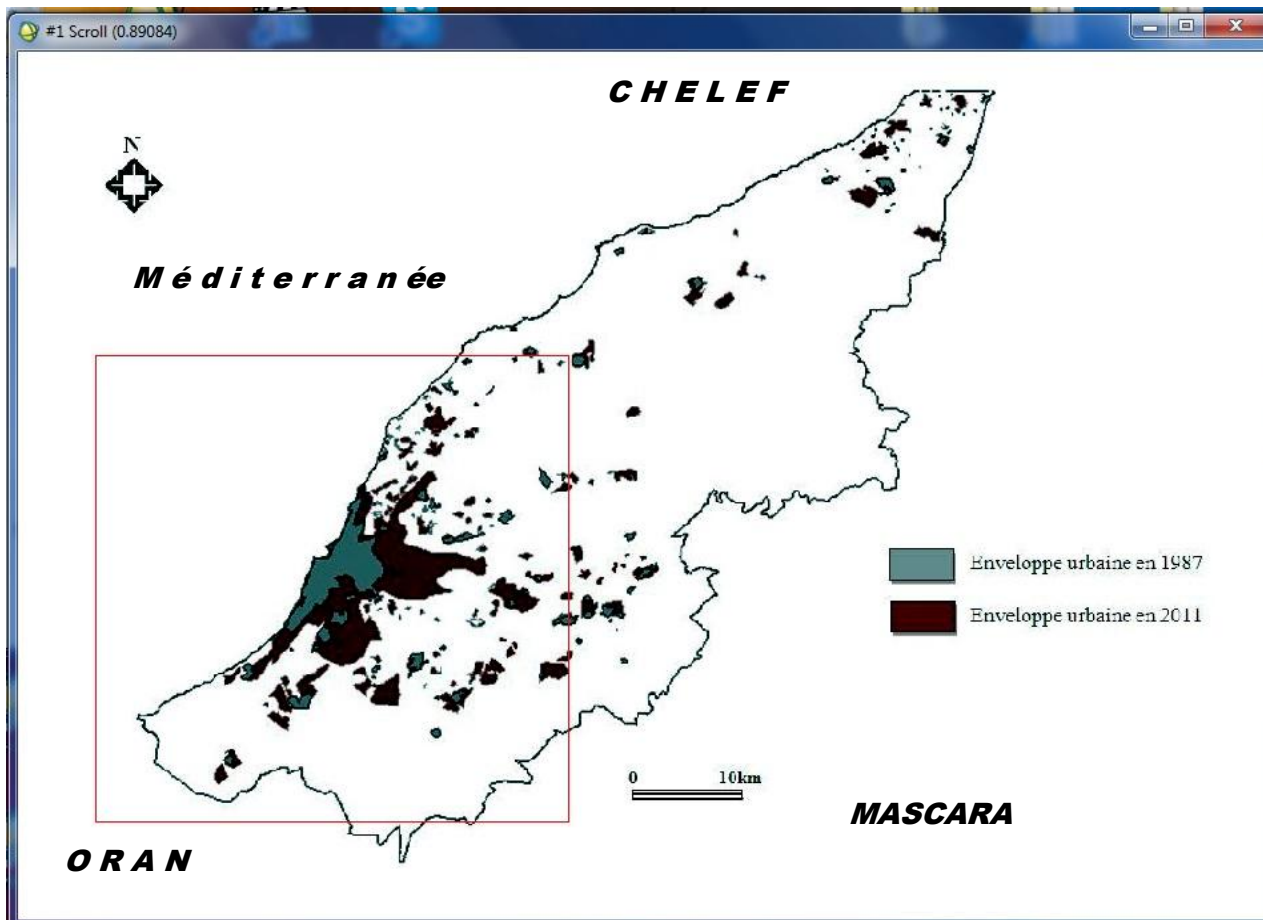 #1 Scroll (0.89084)
CHELEF
N
Méditerranée
Enveloppe urbaine en 1987
Enveloppe urbaine en 2011
0 10km
MASCARA
ORAN